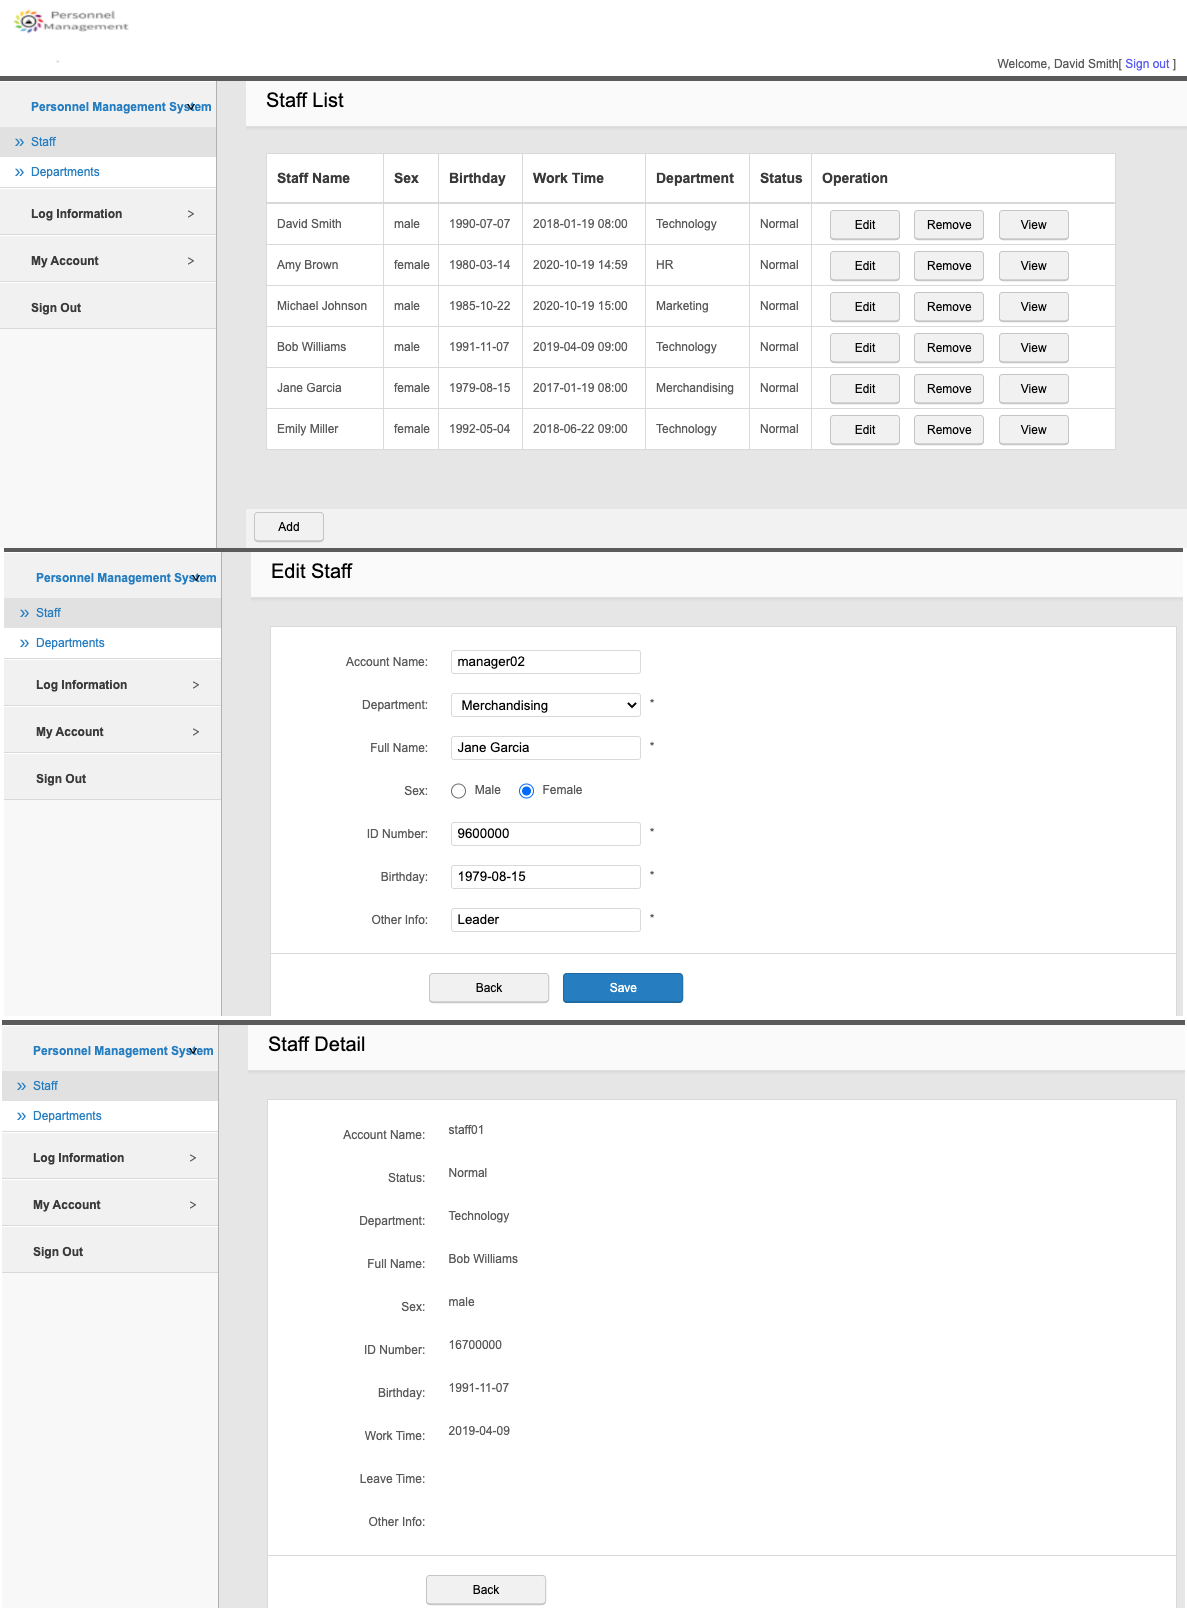 Personnel
Management
Welcome, David Smith[ Sign out ]
Personnel Management System
Staff List
» Staff
» Departments
Log Information >
My Account >
Sign Out
Staff Name Sex Birthday Work Time Department Status Operation
David Smith male 1990-07-07 2018-01-19 08:00 Technology Normal Edit Remove View
Amy Brown female 1980-03-14 2020-10-19 14:59 HR Normal Edit Remove View
Michael Johnson male 1985-10-22 2020-10-19 15:00 Marketing Normal Edit Remove View
Bob Williams male 1991-11-07 2019-04-09 09:00 Technology Normal Edit Remove View
Jane Garcia female 1979-08-15 2017-01-19 08:00 Merchandising Normal Edit Remove View
Emily Miller female 1992-05-04 2018-06-22 09:00 Technology Normal Edit Remove View
Add
Personnel Management System
Edit Staff
» Staff
» Departments
Log Information >
My Account >
Sign Out
Account Name: manager02
Department: Merchandising *
Full Name: Jane Garcia *
Sex: Male Female
ID Number: 9600000 *
Birthday: 1979-08-15 *
Other Info: Leader *
Back Save
Personnel Management System
Staff Detail
» Staff
» Departments
Log Information >
My Account >
Sign Out
Account Name: staff01
Status: Normal
Department: Technology
Full Name: Bob Williams
Sex: male
ID Number: 16700000
Birthday: 1991-11-07
Work Time: 2019-04-09
Leave Time:
Other Info:
Back